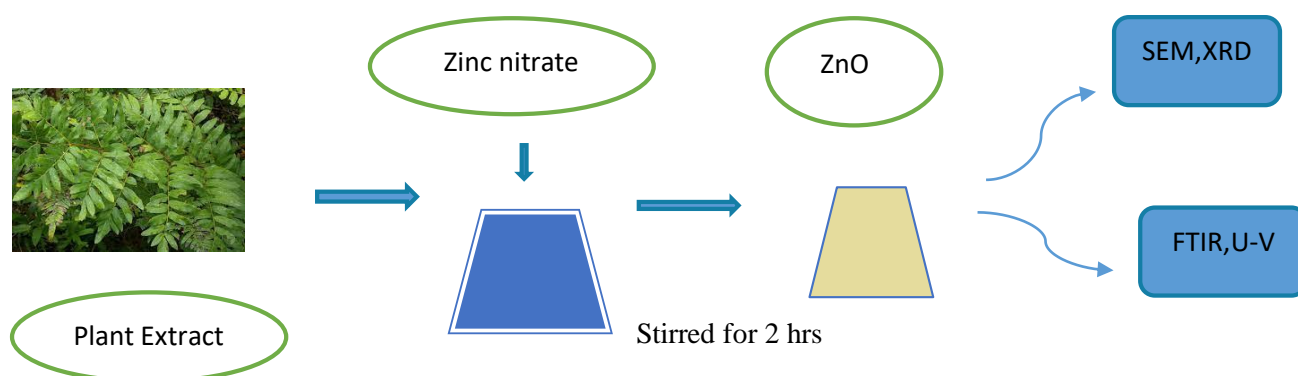 Zinc nitrate
ZnO
SEM,XRD
Plant Extract
Stirred for 2 hrs
FTIR,U-V